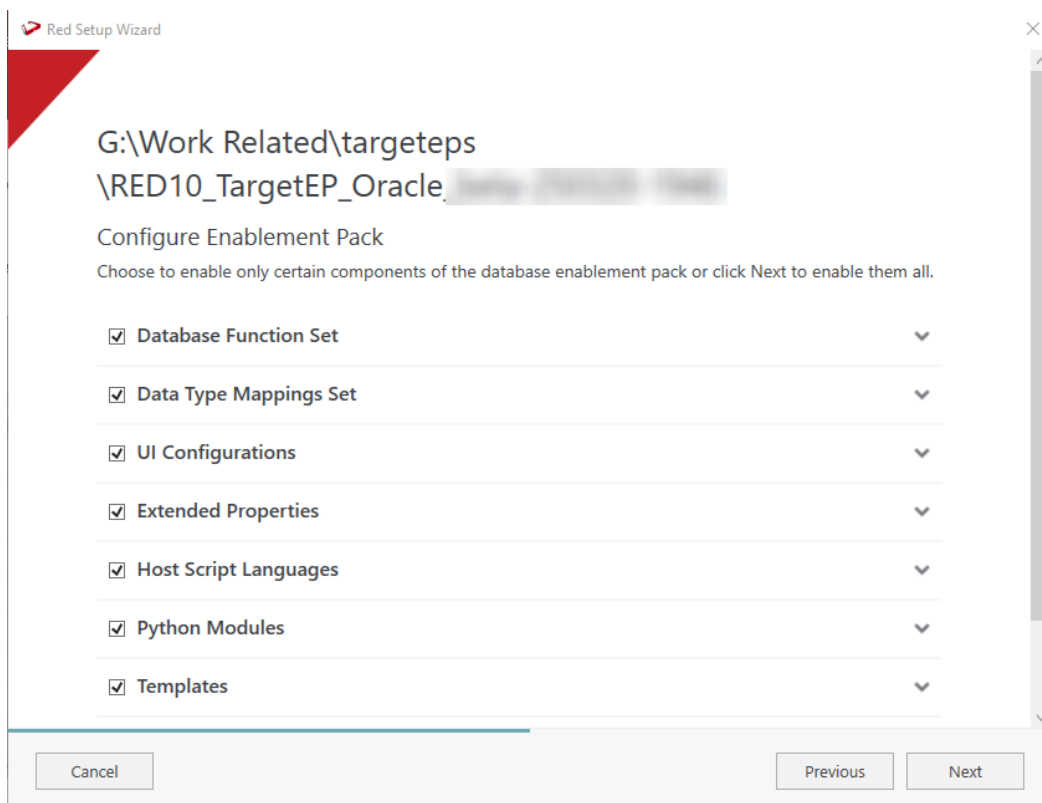 Red Setup Wizard
G:\Work Related\targeteps
\RED10_TargetEP_Oracle_
Configure Enablement Pack
Choose to enable only certain components of the database enablement pack or click Next to enable them all.
Database Function Set
Data Type Mappings Set
UI Configurations
Extended Properties
Host Script Languages
Python Modules
Templates
Cancel
Previous
Next